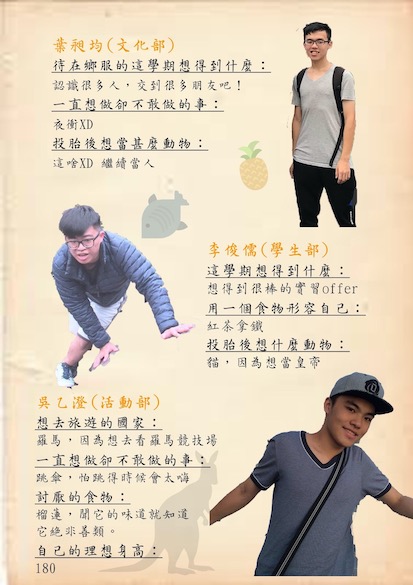 葉昶均(文化部)
待在鄉服的這學期想得到什麼：
認識很多人，交到很多朋友吧！
一直想做卻不敢做的事：
夜衝XD
投胎後想當甚麼動物：
這啥XD 繼續當人
李俊儒(學生部)
這學期想得到什麼：
想得到很棒的實習offer
用一個食物形容自己：
紅茶拿鐵
投胎後想什麼動物：
貓，因為想當皇帝
吳乙澄(活動部)
想去旅遊的國家：
羅馬，因為想去看羅馬競技場
一直想做卻不敢做的事：
跳傘，怕跳得時候會太嗨
討厭的食物：
榴蓮，聞它的味道就知道
它絕非善類。
自己的理想身高：
180